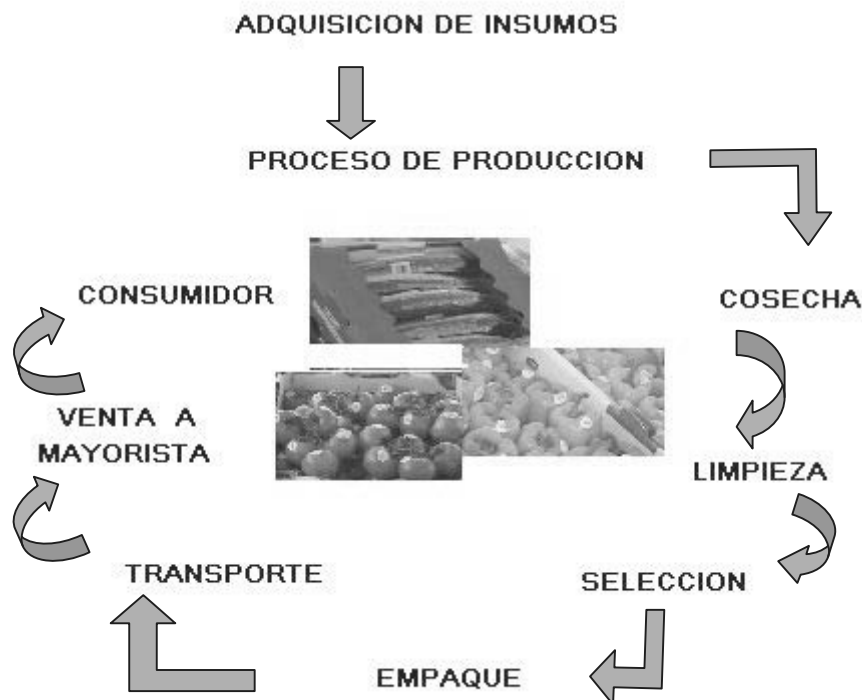 ADQUISICION DE INSUMOS
PROCESO DE PRODUCCION
COSECHA
LIMPIEZA
SELECCION
EMPAQUE
TRANSPORTE
VENTA A
MAYORISTA
CONSUMIDOR